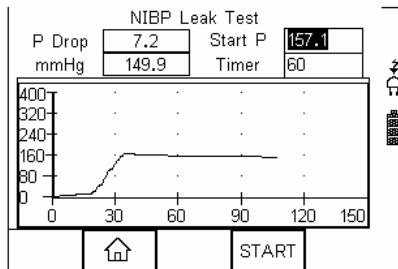 NIBP Leak Test
P Drop 7.2 Start P 157.1
mmHg 149.9 Timer 60
400
320
240
160
80
0
0 30 60 90 120 150
START